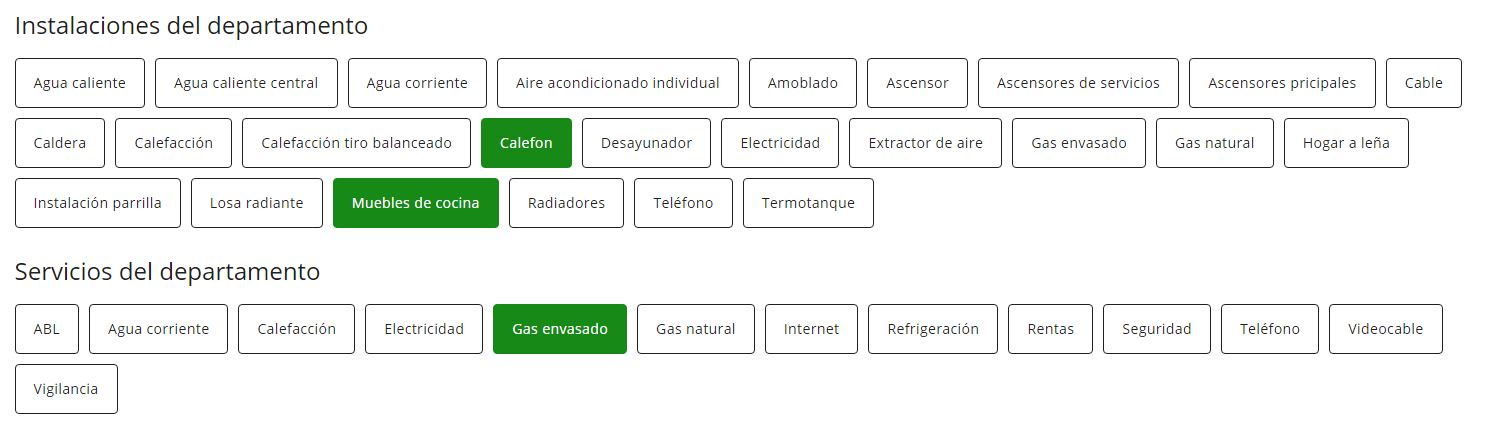 Instalaciones del departamento
Agua caliente Agua caliente central Agua corriente Aire acondicionado individual Amoblado Ascensor Ascensores de servicios Ascensores pricipales Cable
Caldera Calefacción Calefacción tiro balanceado Calefon Desayunador Electricidad Extractor de aire Gas envasado Gas natural Hogar a leña
Instalación parrilla Losa radiante Muebles de cocina Radiadores Teléfono Termotanque
Servicios del departamento
ABL Agua corriente Calefacción Electricidad Gas envasado Gas natural Internet Refrigeración Rentas Seguridad Teléfono Videocable
Vigilancia